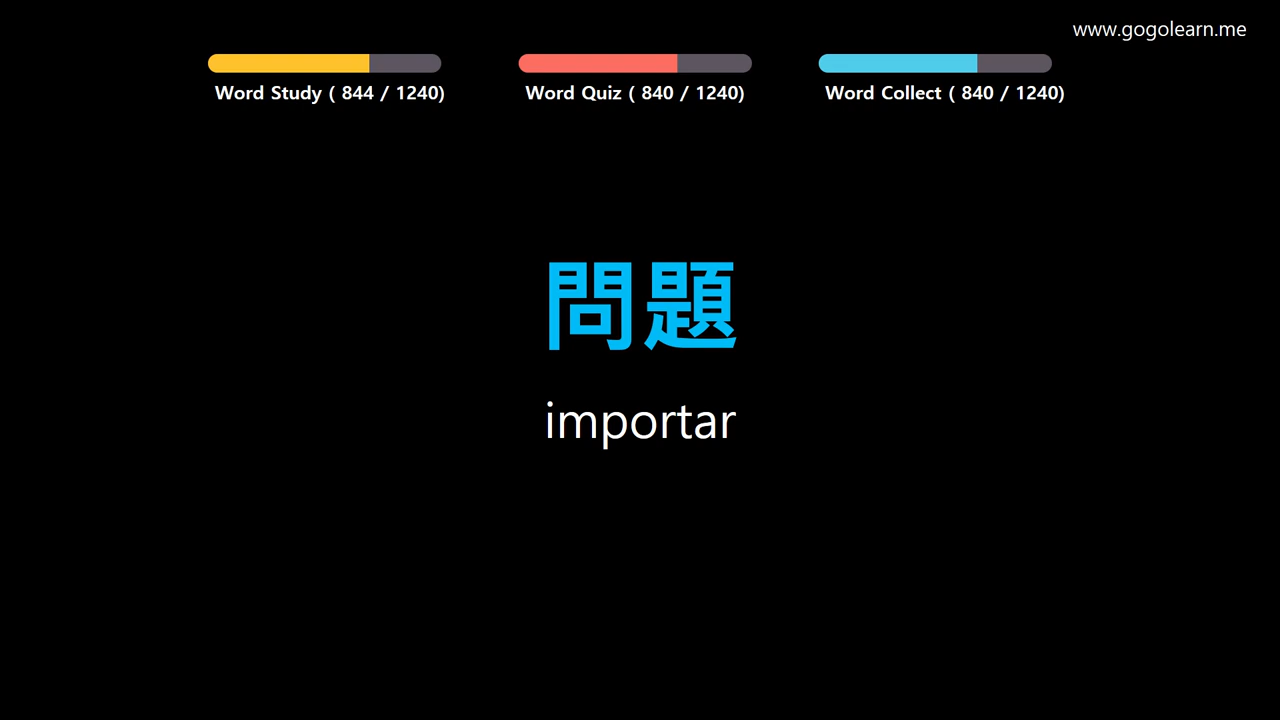 www.gogolearn.me
Word Study ( 844 / 1240)
Word Quiz ( 840 / 1240)
Word Collect ( 840 / 1240)
問題
importar